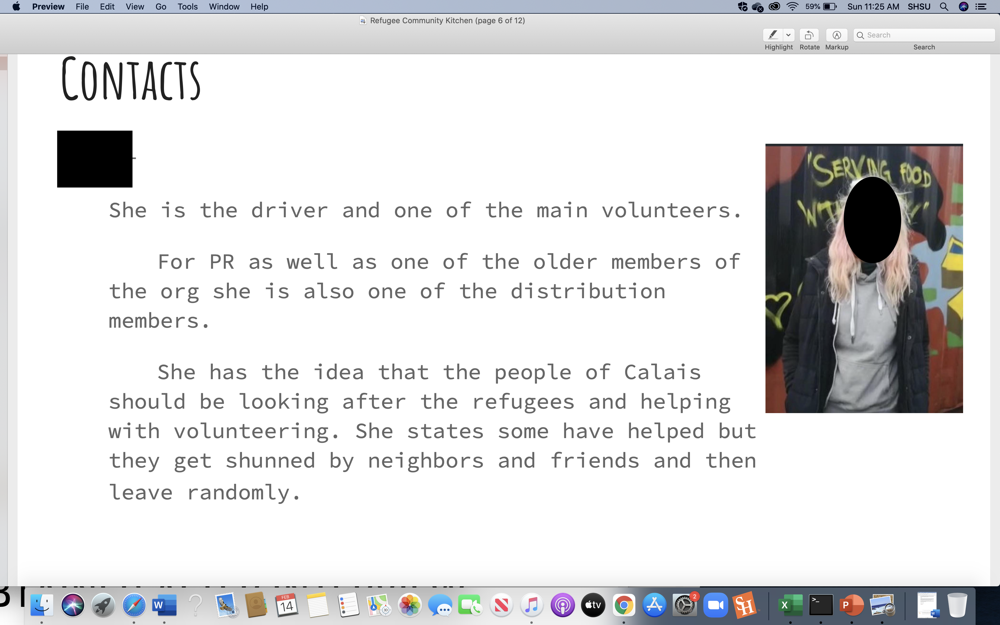 Preview File Edit View Go Tools Window Help 59% Sun 11:25 AM SHSU
Refugee Community Kitchen (page 6 of 12)
Search
Highlight Rotate Markup Search
CONTACTS
-
"SERVING FOOD
She is the driver and one of the main volunteers.
For PR as well as one of the older members of
the org she is also one of the distribution
members.
She has the idea that the people of Calais
should be looking after the refugees and helping
with volunteering. She states some have helped but
they get shunned by neighbors and friends and then
leave randomly.
W FEB 14 3D tv 2 SH X >_ P W